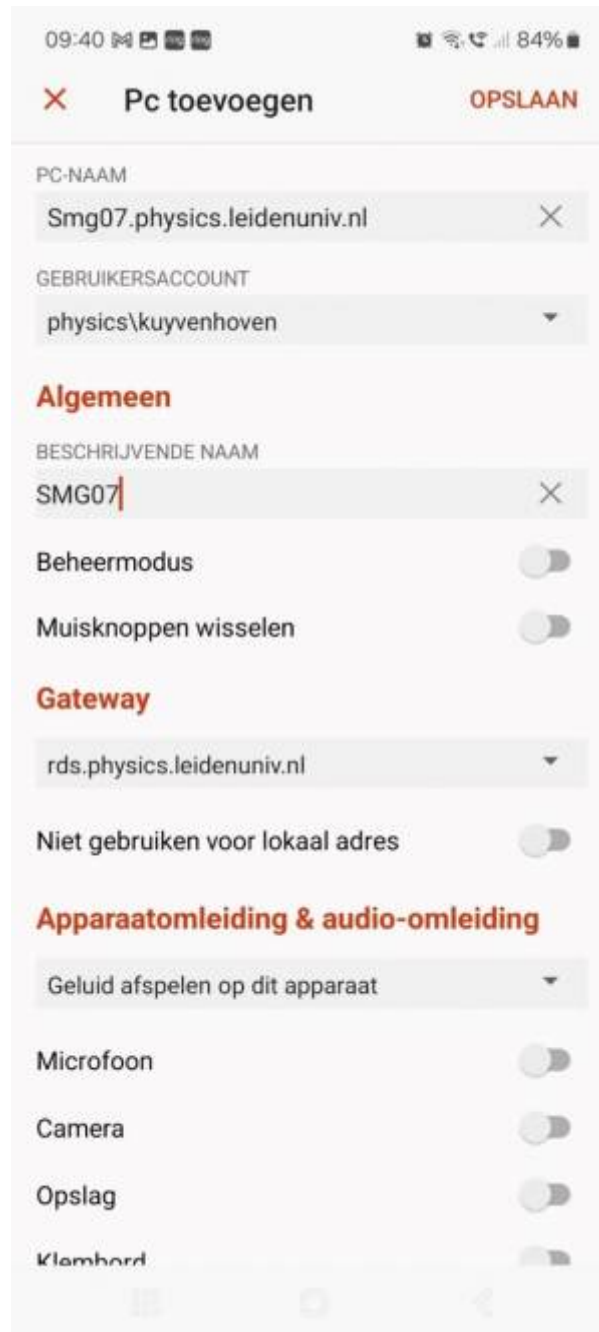 09:40 84%
Pc toevoegen OPSLAAN
PC-NAAM
Smg07.physics.leidenuniv.nl
GEBRUIKERSACCOUNT
physics\kuyvenhoven
Algemeen
BESCHRIJVENDE NAAM
SMG07
Beheermodus
Muisknoppen wisselen
Gateway
rds.physics.leidenuniv.nl
Niet gebruiken voor lokaal adres
Apparaatomleiding & audio-omleiding
Geluid afspelen op dit apparaat
Microfoon
Camera
Opslag
Klembord